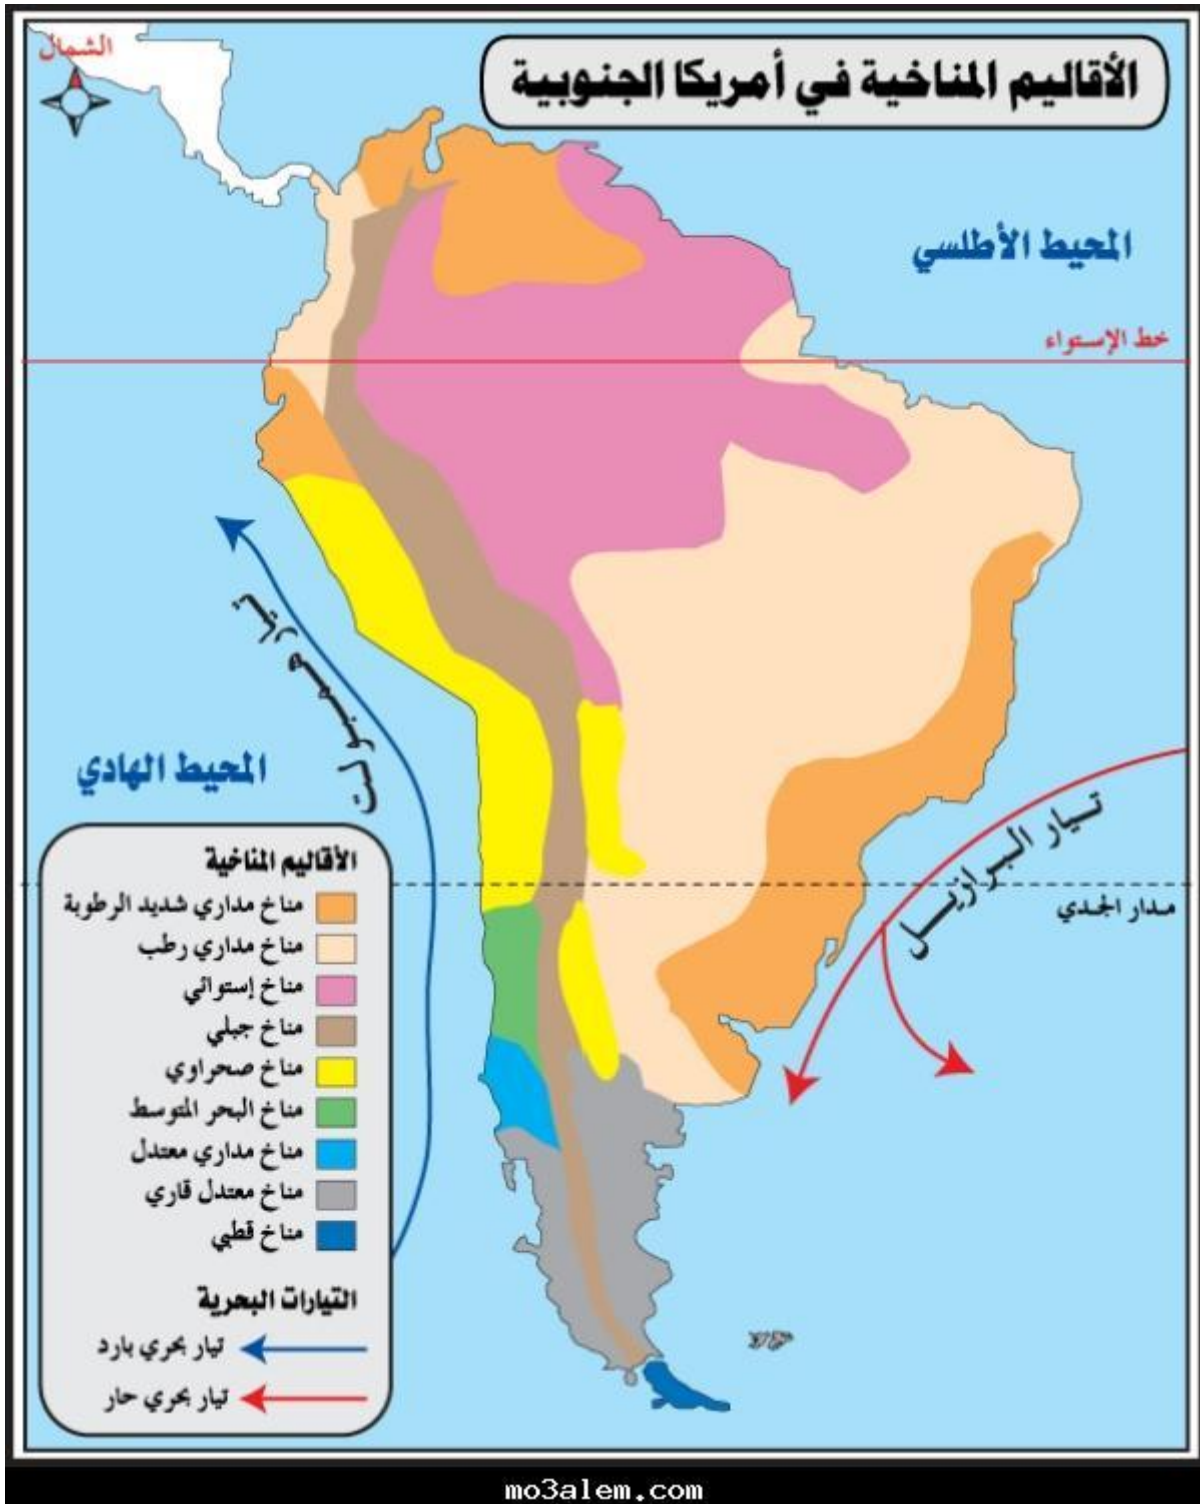 الأقاليم المناخية في أمريكا الجنوبية
الشمال
المحيط الأطلسي
خط الإستواء
تيار همبولت
المحيط الهادي
تيار البرازيل
مدار الجدي
الأقاليم المناخية
مناخ مداري شديد الرطوبة
مناخ مداري رطب
مناخ إستوائي
مناخ جبلي
مناخ صحراوي
مناخ البحر المتوسط
مناخ مداري معتدل
مناخ معتدل قاري
مناخ قطبي
التيارات البحرية
تيار بحري بارد
تيار بحري حار
mo3alem.com